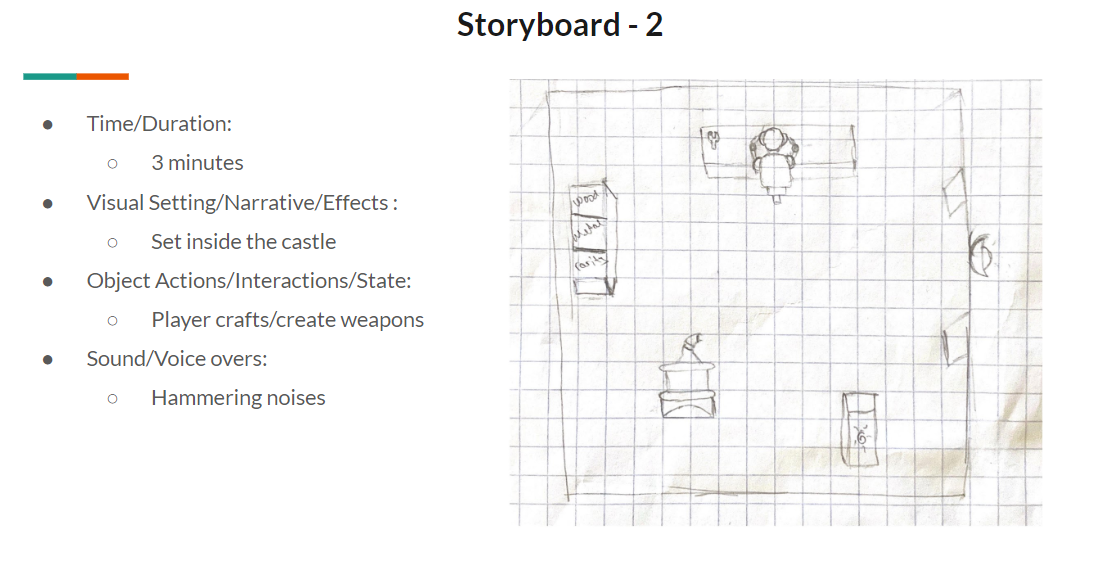 Storyboard - 2
● Time/Duration:
○ 3 minutes
● Visual Setting/Narrative/Effects :
○ Set inside the castle
● Object Actions/Interactions/State:
○ Player crafts/create weapons
● Sound/Voice overs:
○ Hammering noises
wood
metal